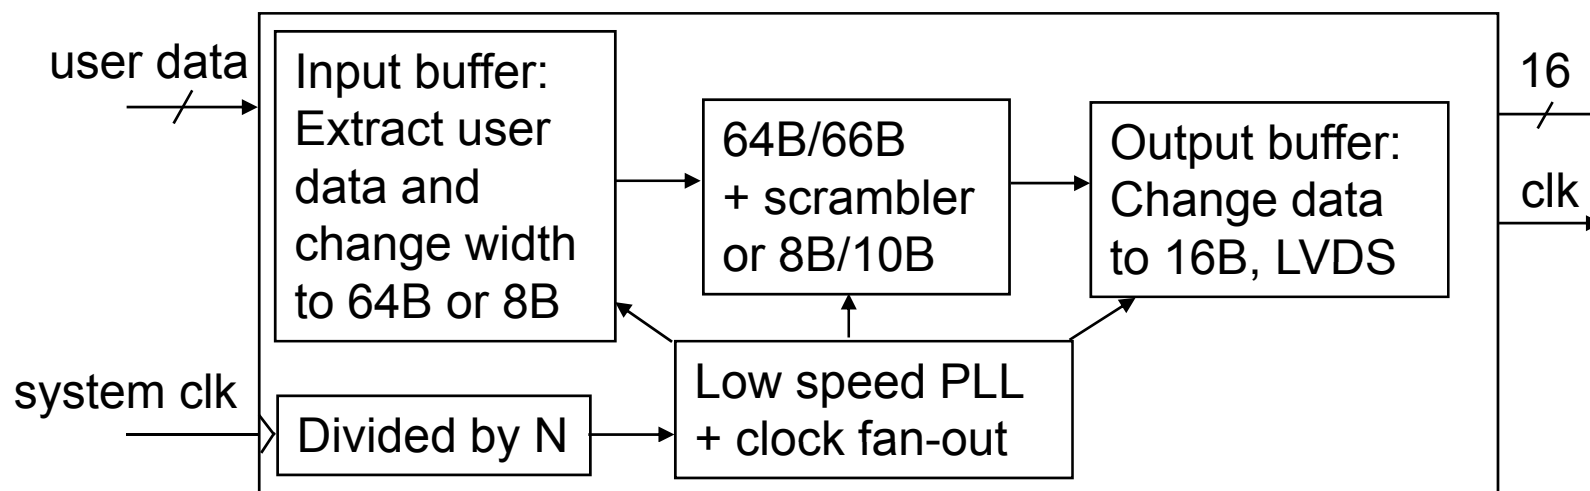 user data
Input buffer:
Extract user
data and
change width
to 64B or 8B
64B/66B
+ scrambler
or 8B/10B
Output buffer:
Change data
to 16B, LVDS
16
clk
system clk
Divided by N
Low speed PLL
+ clock fan-out